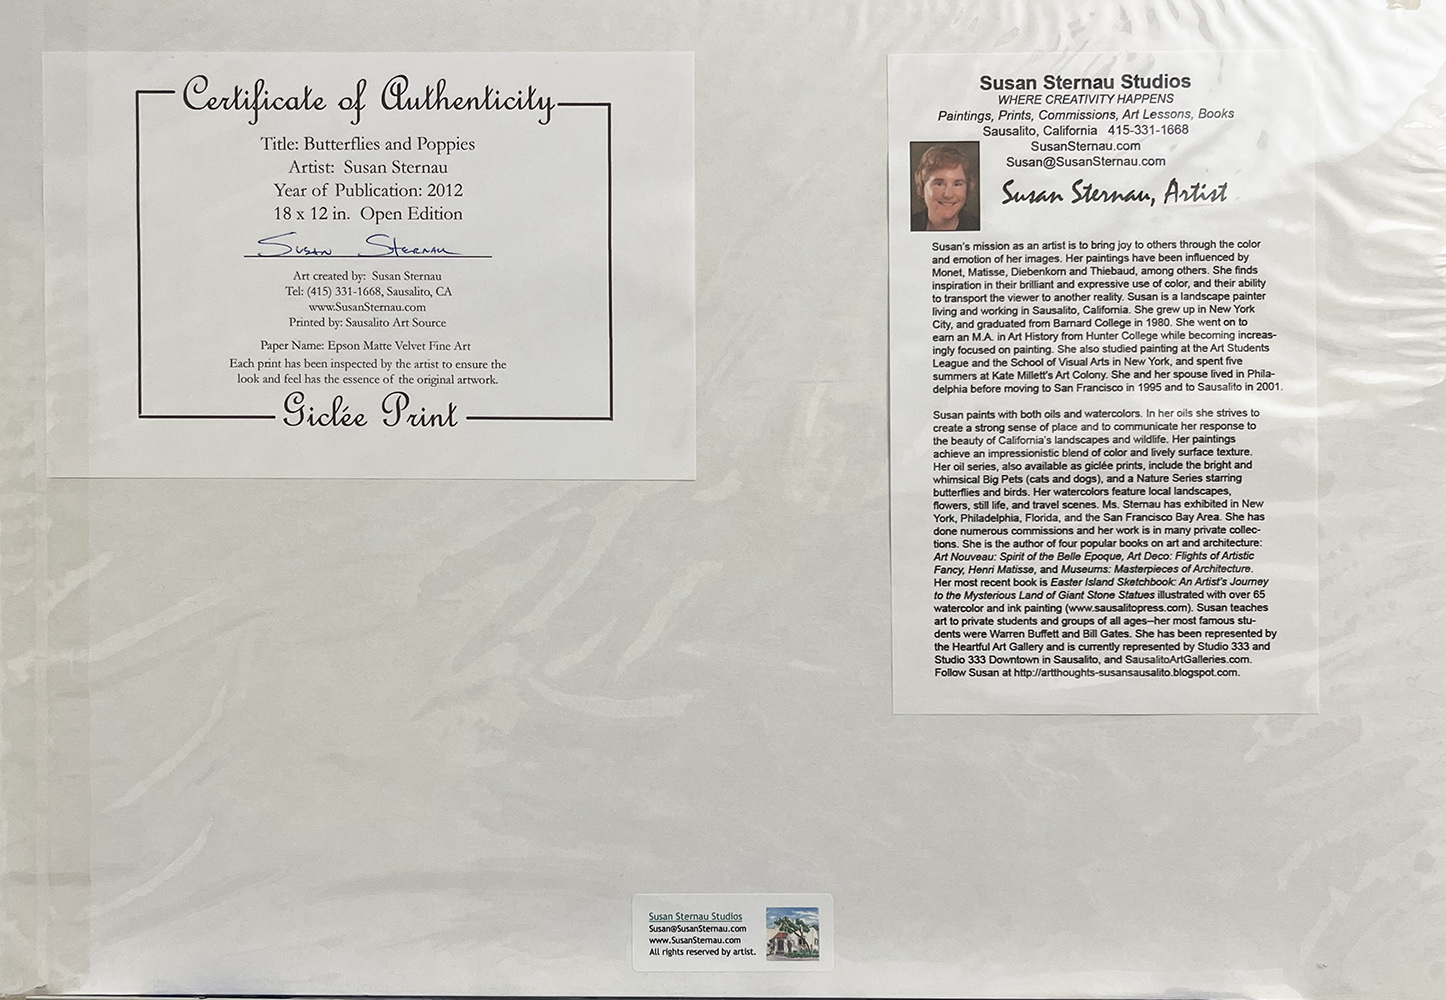 Certificate of Authenticity
Title: Butterflies and Poppies
Artist: Susan Sternau
Year of Publication: 2012
18 x 12 in. Open Edition
Susan Sternau
Art created by: Susan Sternau
Tel: (415) 331-1668, Sausalito, CA
www.SusanSternau.com
Printed by: Sausalito Art Source
Paper Name: Epson Matte Velvet Fine Art
Each print has been inspected by the artist to ensure the
look and feel has the essence of the original artwork.
Giclée Print
Susan Sternau Studios
WHERE CREATIVITY HAPPENS
Paintings, Prints, Commissions, Art Lessons, Books
Sausalito, California 415-331-1668
SusanSternau.com
Susan@SusanSternau.com
Susan Sternau, Artist
Susan's mission as an artist is to bring joy to others through the color
and emotion of her images. Her paintings have been influenced by
Monet, Matisse, Diebenkorn and Thiebaud, among others. She finds
inspiration in their brilliant and expressive use of color, and their ability
to transport the viewer to another reality. Susan is a landscape painter
living and working in Sausalito, California. She grew up in New York
City, and graduated from Barnard College in 1980. She went on to
earn an M.A. in Art History from Hunter College while becoming increas-
ingly focused on painting. She also studied painting at the Art Students
League and the School of Visual Arts in New York, and spent five
summers at Kate Millett's Art Colony. She and her spouse lived in Phila-
delphia before moving to San Francisco in 1995 and to Sausalito in 2001.
Susan paints with both oils and watercolors. In her oils she strives to
create a strong sense of place and to communicate her response to
the beauty of California's landscapes and wildlife. Her paintings
achieve an impressionistic blend of color and lively surface texture.
Her oil series, also available as giclée prints, include the bright and
whimsical Big Pets (cats and dogs), and a Nature Series starring
butterflies and birds. Her watercolors feature local landscapes,
flowers, still life, and travel scenes. Ms. Sternau has exhibited in New
York, Philadelphia, Florida, and the San Francisco Bay Area. She has
done numerous commissions and her work is in many private collec-
tions. She is the author of four popular books on art and architecture:
Art Nouveau: Spirit of the Belle Epoque, Art Deco: Flights of Artistic
Fancy, Henri Matisse, and Museums: Masterpieces of Architecture.
Her most recent book is Easter Island Sketchbook: An Artist's Journey
to the Mysterious Land of Giant Stone Statues illustrated with over 65
watercolor and ink painting (www.sausalitopress.com). Susan teaches
art to private students and groups of all ages—her most famous stu-
dents were Warren Buffett and Bill Gates. She has been represented by
the Heartful Art Gallery and is currently represented by Studio 333 and
Studio 333 Downtown in Sausalito, and SausalitoArtGalleries.com.
Follow Susan at http://artthoughts-susansausalito.blogspot.com.
Susan Sternau Studios
Susan@SusanSternau.com
www.SusanSternau.com
All rights reserved by artist.